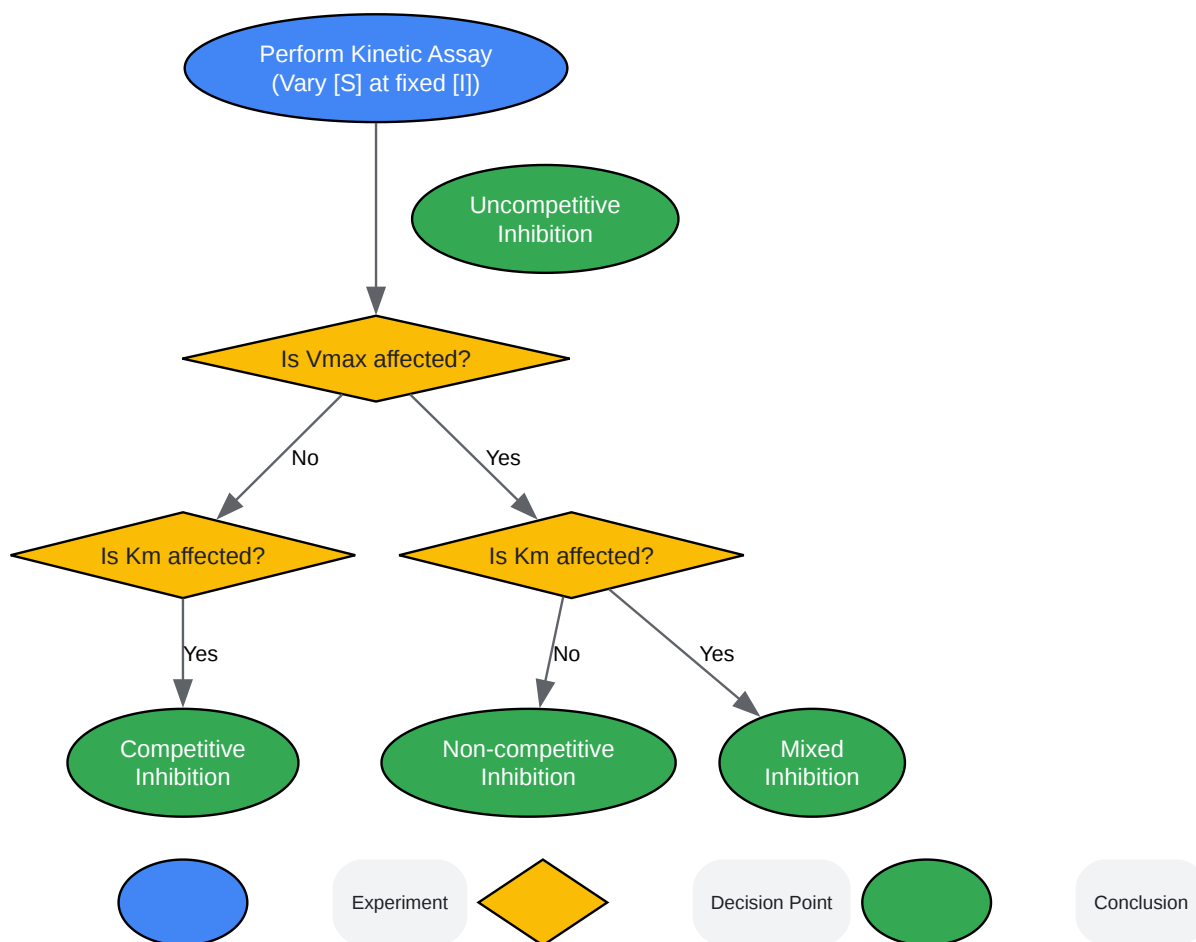 Perform Kinetic Assay
(Vary [S] at fixed [I])
Uncompetitive
Inhibition
Is Vmax affected?
No
Yes
Is Km affected?
Is Km affected?
Yes
No
Yes
Competitive
Inhibition
Non-competitive
Inhibition
Mixed
Inhibition
Experiment
Decision Point
Conclusion